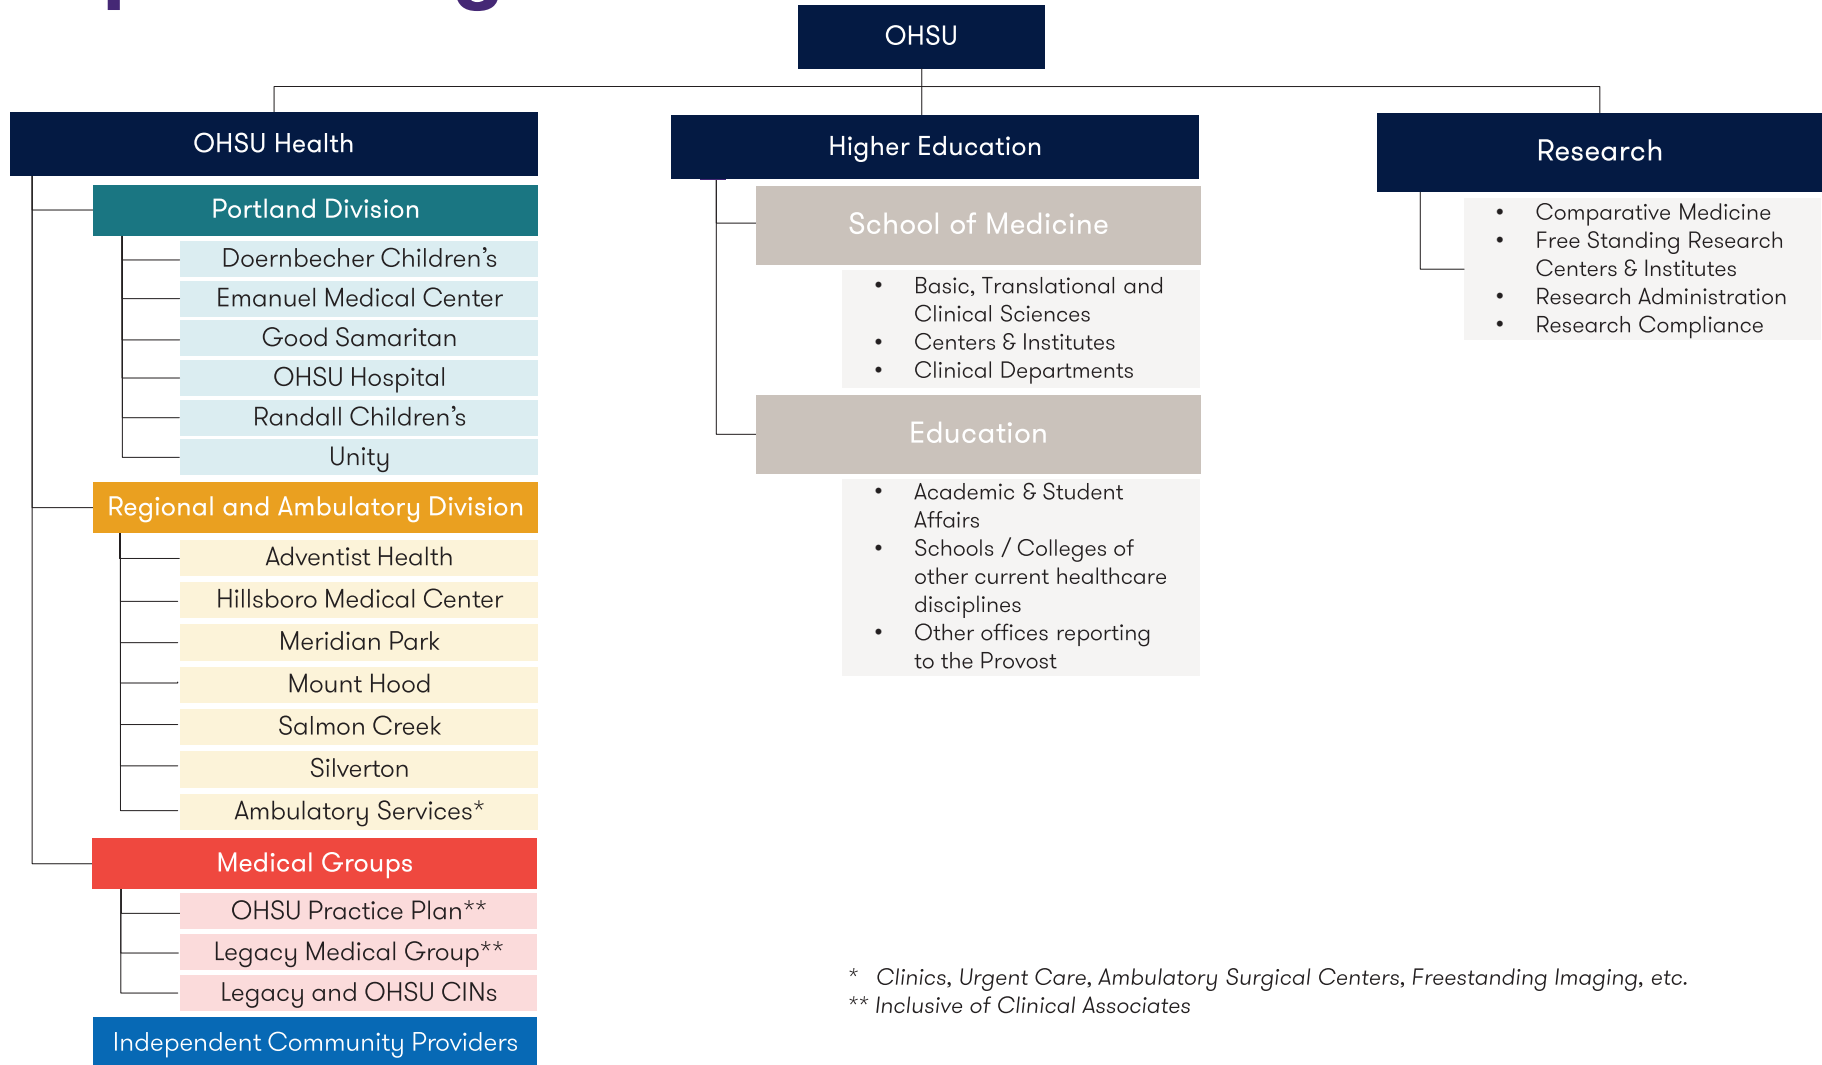 OHSU
OHSU Health
Portland Division
Doernbecher Children’s
Emanuel Medical Center
Good Samaritan
OHSU Hospital
Randall Children’s
Unity
Regional and Ambulatory Division
Adventist Health
Hillsboro Medical Center
Meridian Park
Mount Hood
Salmon Creek
Silverton
Ambulatory Services*
Medical Groups
OHSU Practice Plan**
Legacy Medical Group**
Legacy and OHSU CINs
Independent Community Providers
Higher Education
School of Medicine
• Basic, Translational and
Clinical Sciences
• Centers & Institutes
• Clinical Departments
Education
• Academic & Student
Affairs
• Schools / Colleges of
other current healthcare
disciplines
• Other offices reporting
to the Provost
Research
• Comparative Medicine
• Free Standing Research
Centers & Institutes
• Research Administration
• Research Compliance
* Clinics, Urgent Care, Ambulatory Surgical Centers, Freestanding Imaging, etc.
** Inclusive of Clinical Associates